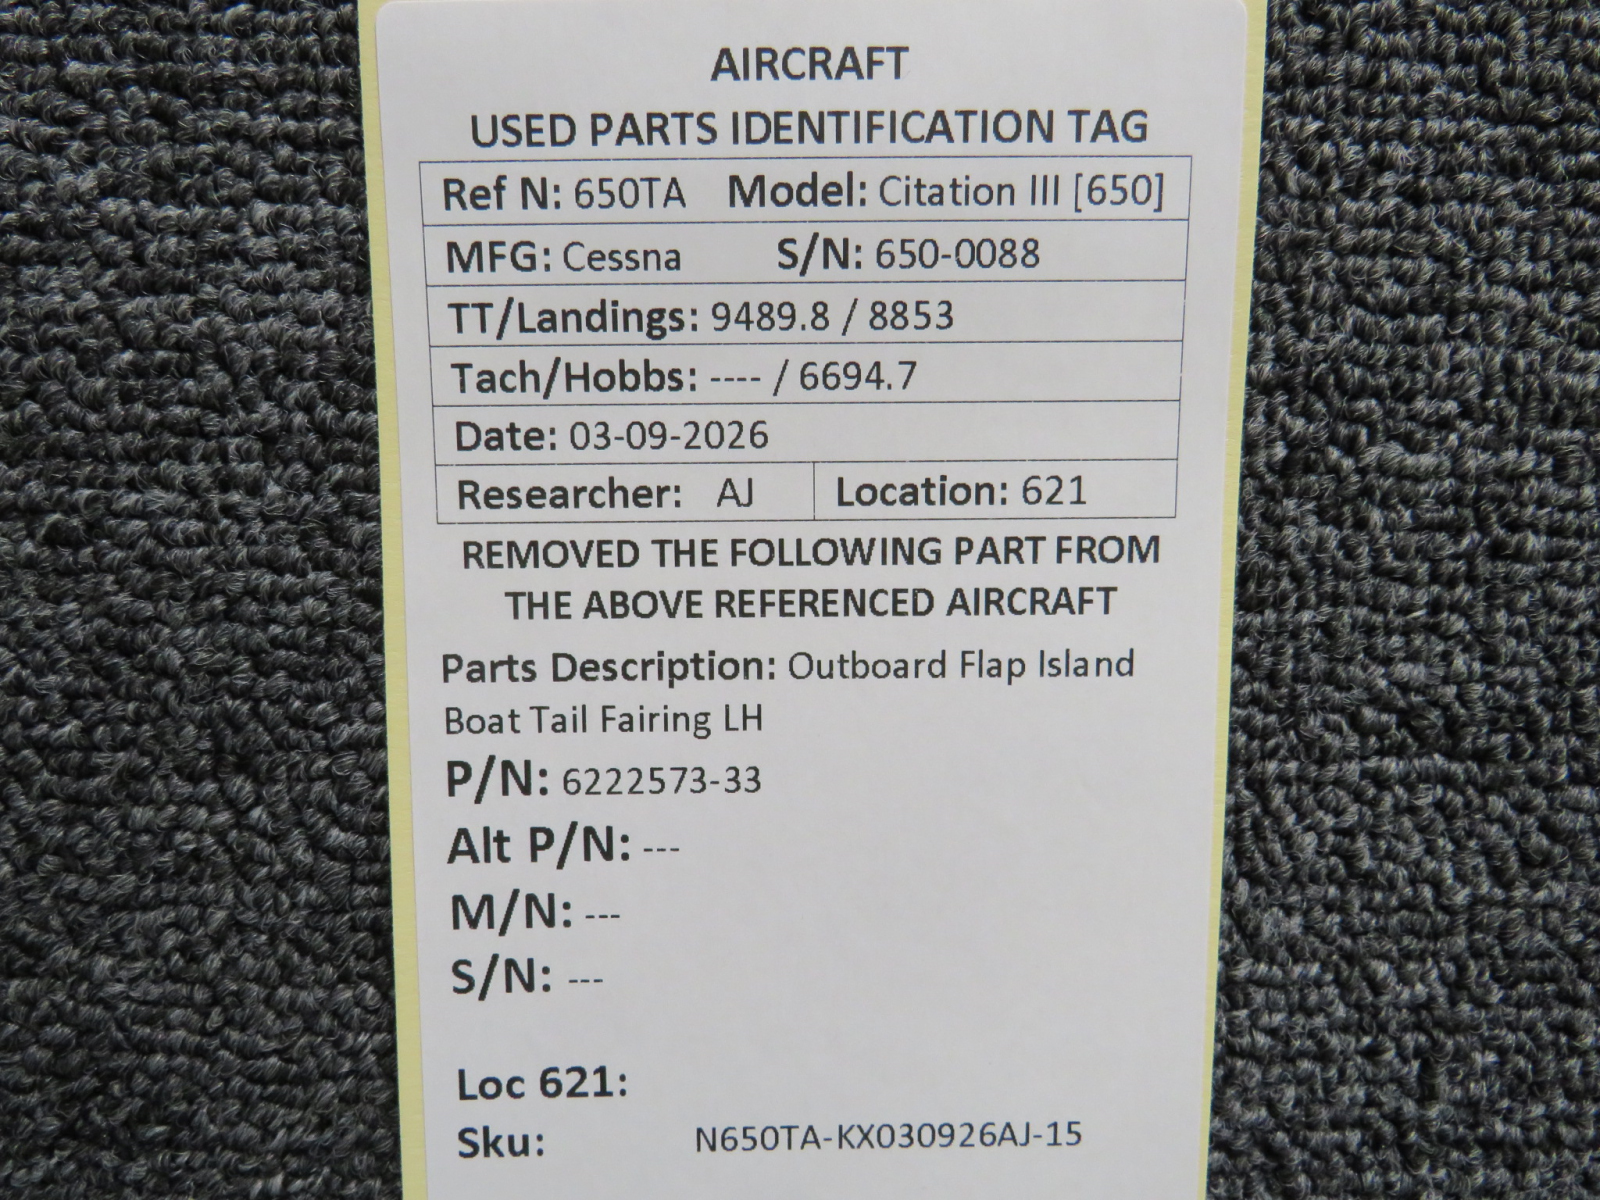 AIRCRAFT
USED PARTS IDENTIFICATION TAG
Ref N: 650TA Model: Citation III [650]
MFG: Cessna S/N: 650-0088
TT/Landings: 9489.8 / 8853
Tach/Hobbs: ---- / 6694.7
Date: 03-09-2026
Researcher: AJ Location: 621
REMOVED THE FOLLOWING PART FROM
THE ABOVE REFERENCED AIRCRAFT
Parts Description: Outboard Flap Island
Boat Tail Fairing LH
P/N: 6222573-33
Alt P/N: ---
M/N: ---
S/N: ---
Loc 621:
Sku: N650TA-KX030926AJ-15